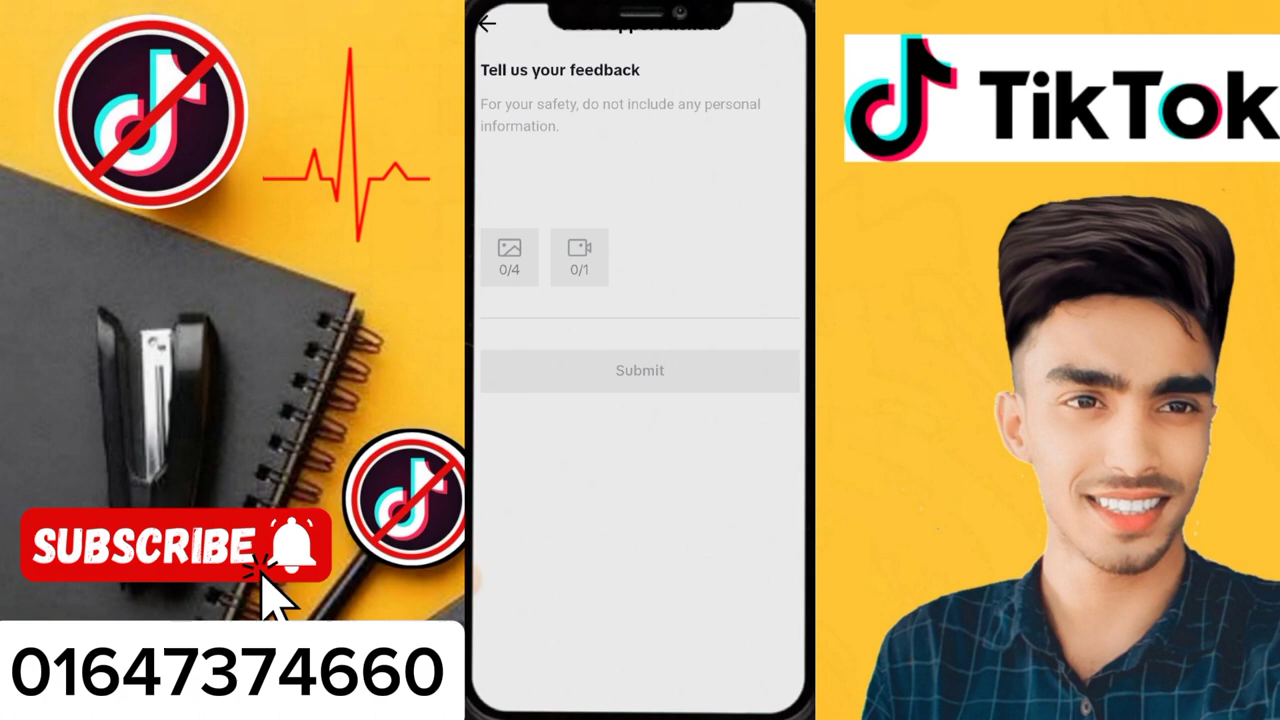 Tell us your feedback
For your safety, do not include any personal
information.
0/4
0/1
Submit
SUBSCRIBE
01647374660
TikTok